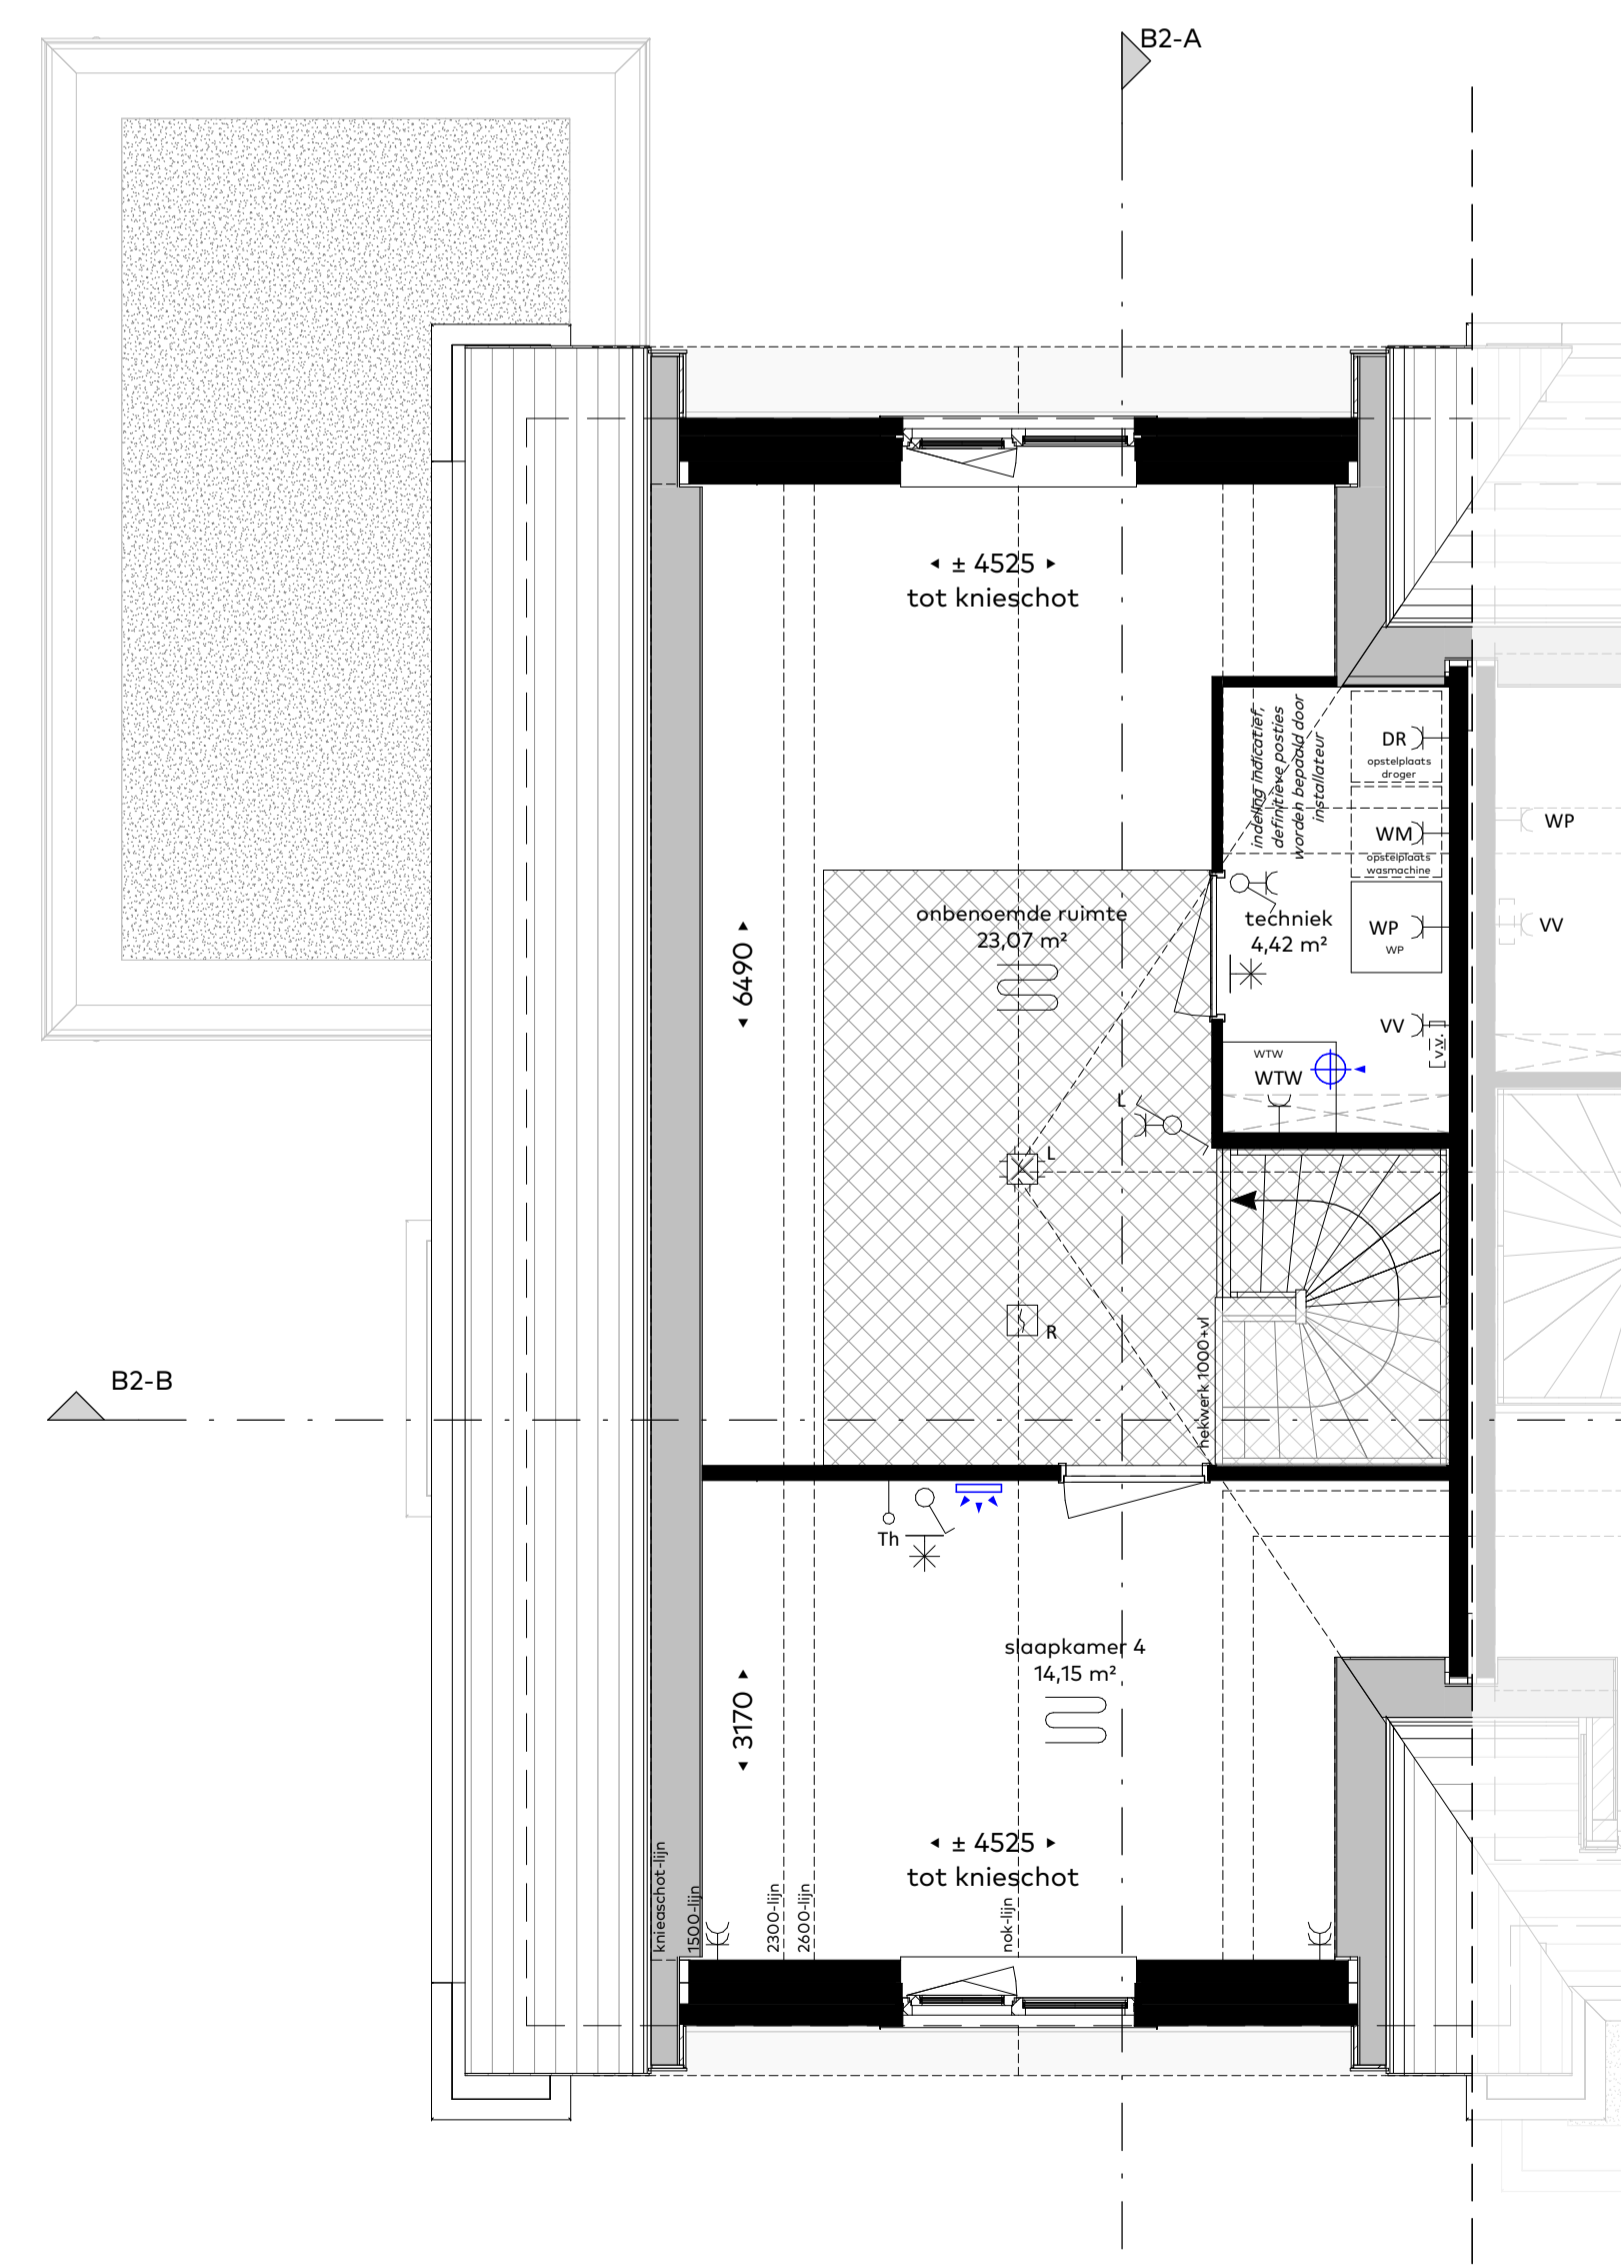 B2-A
± 4525
tot knieschot
indeling indicatief,
definitieve posties
worden bepaald door
installateur
DR
opstelplaats
droger
WM
opstelplaats
wasmachine
WP
WP
WP
VV
onbenoemde ruimte
23,07 m²
techniek
4,42 m²
6490
VV
v.v.
WTW
WTW
L
L
R
hekwerk 1000+vl
B2-B
Th
slaapkamer 4
14,15 m²
3170
± 4525
tot knieschot
knieaschot-lijn
1500-lijn
2300-lijn
2600-lijn
nok-lijn